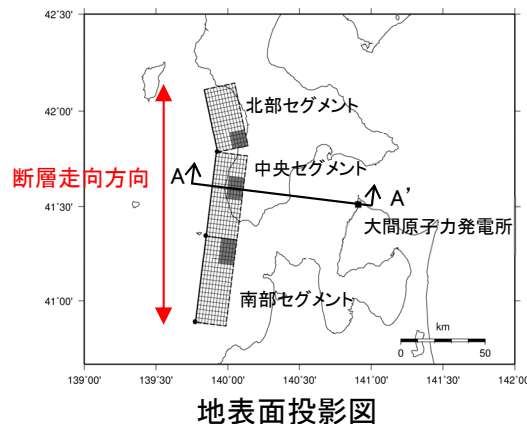 42°30'
42°00'
41°30'
41°00'
北部セグメント
中央セグメント
断層走向方向
A
A'
大間原子力発電所
南部セグメント
km
0 50
139°00' 139°30' 140°00' 140°30' 141°00' 141°30' 142°00'
地表面投影図